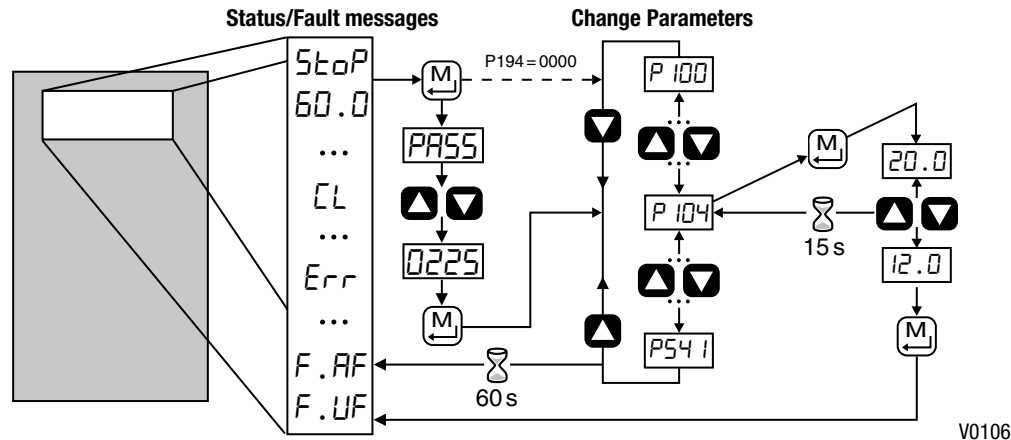 Status/Fault messages
Change Parameters
StoP
60.0
...
CL
...
Err
...
F.AF
F.UF
M
P194=0000
PASS
0225
M
60 s
P 100
...
...
P 104
...
...
P541
M
15 s
20.0
12.0
M
V0106